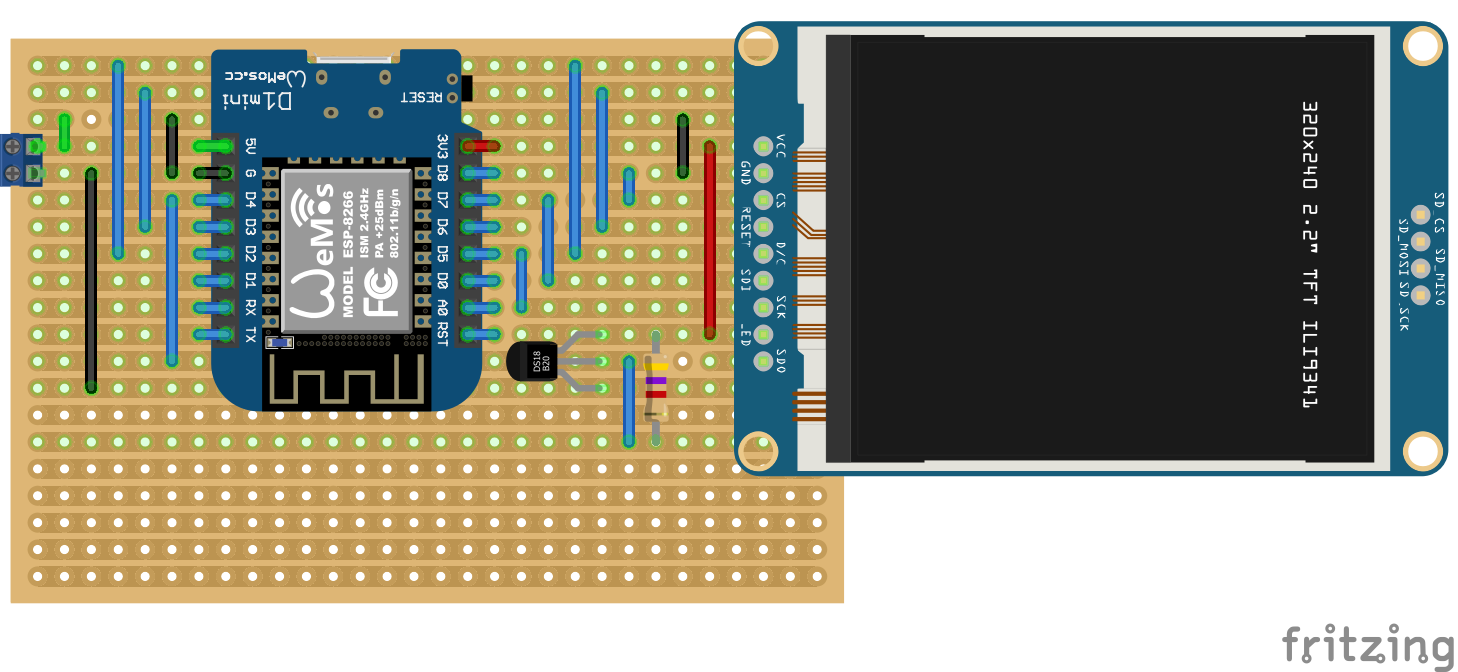 WeMos.cc
D1 mini
RESET
5V
G
D4
D3
D2
D1
RX
TX
3V3
D8
D7
D6
D5
D0
A0
RST
WeMos
MODEL ESP-8266
ISM 2.4GHz
PA +25dBm
802.11b/g/n
FC
DS18
B20
VCC
GND
CS
RESET
D/C
SDI
SCK
LED
SDO
320x240 2.2" TFT ILI9341
SD_CS
SD_MOSI
SD_MISO
SD_SCK
fritzing